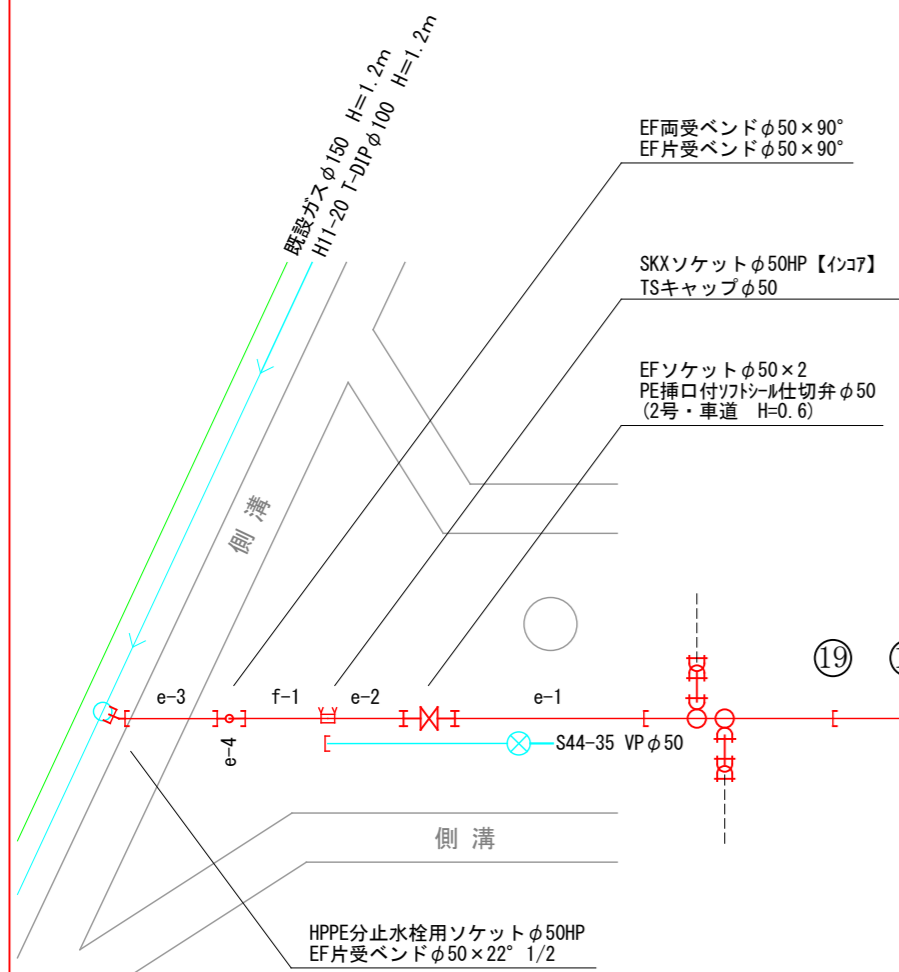 既設ガスφ150 H=1.2m
H11-20 T-DIPφ100 H=1.2m
EF両受ベンドφ50×90°
EF片受ベンドφ50×90°
SKXソケットφ50HP【ｲﾝｺｱ】
TSキャップφ50
EFソケットφ50×2
PE挿口付ｿﾌﾄｼｰﾙ仕切弁φ50
(2号・車道 H=0.6)
側溝
⑲
e-3
f-1
e-2
e-1
e-4
S44-35 VPφ50
側溝
HPPE分止水栓用ソケットφ50HP
EF片受ベンドφ50×22° 1/2